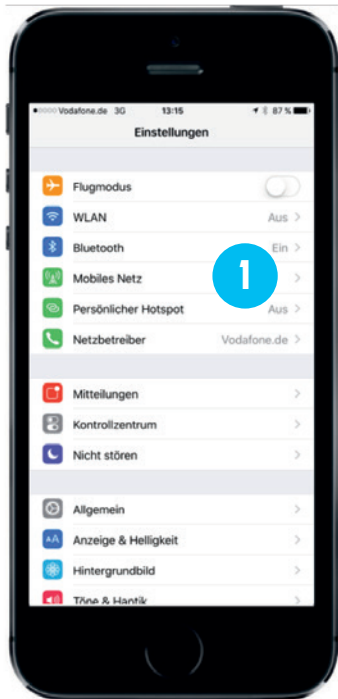 Vodafone.de 3G 13:15 87 %
Einstellungen
Flugmodus
WLAN Aus
Bluetooth Ein
1
Mobiles Netz
Persönlicher Hotspot Aus
Netzbetreiber Vodafone.de
Mitteilungen
Kontrollzentrum
Nicht stören
Allgemein
AA Anzeige & Helligkeit
Hintergrundbild
Töne & Haptik